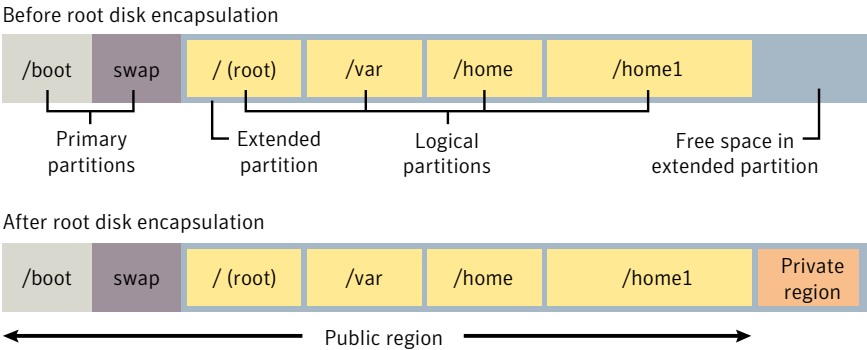 Before root disk encapsulation
/boot
swap
/ (root)
/var
/home
/home1
Primary
partitions
Extended
partition
Logical
partitions
Free space in
extended partition
After root disk encapsulation
/boot
swap
/ (root)
/var
/home
/home1
Private
region
Public region